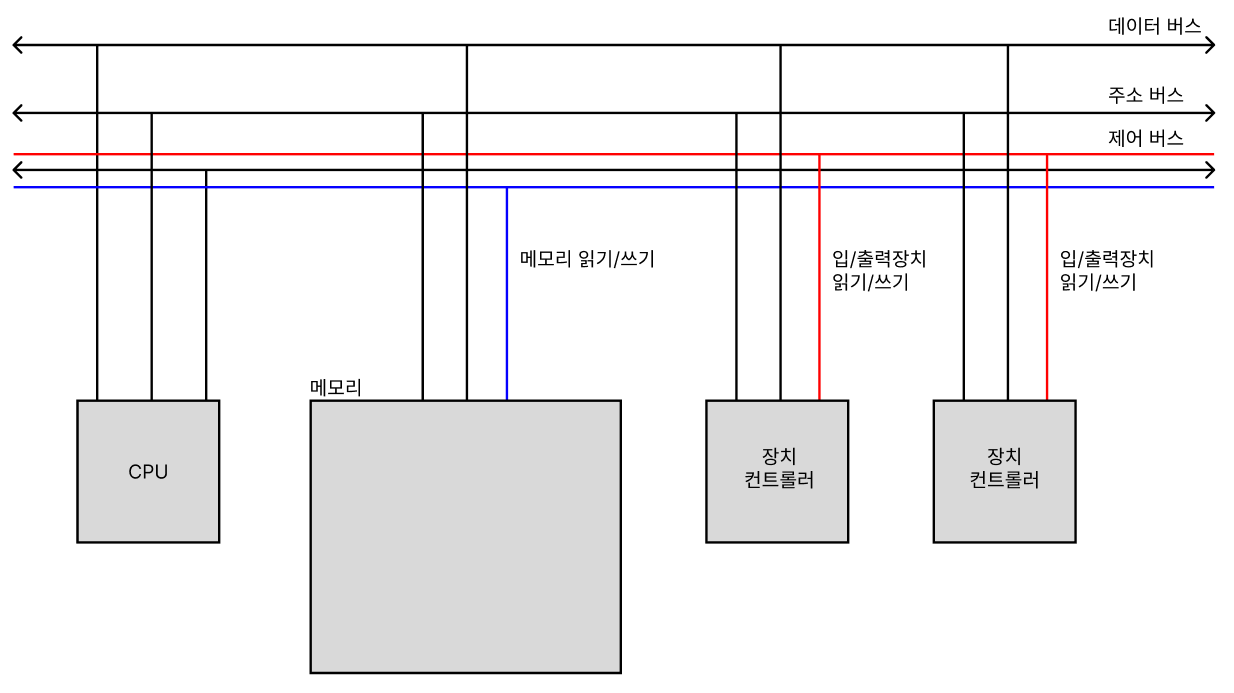 데이터 버스
주소 버스
제어 버스
메모리 읽기/쓰기
입/출력장치
읽기/쓰기
입/출력장치
읽기/쓰기
메모리
CPU
장치
컨트롤러
장치
컨트롤러